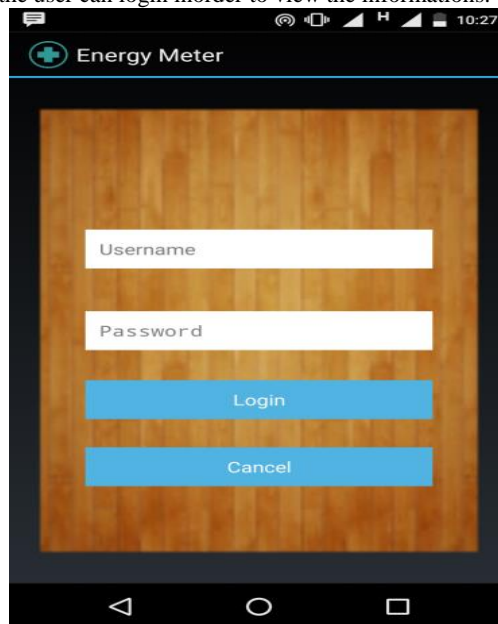 the user can login inorder to view the informations.
H 10:27
Energy Meter
Username
Password
Login
Cancel